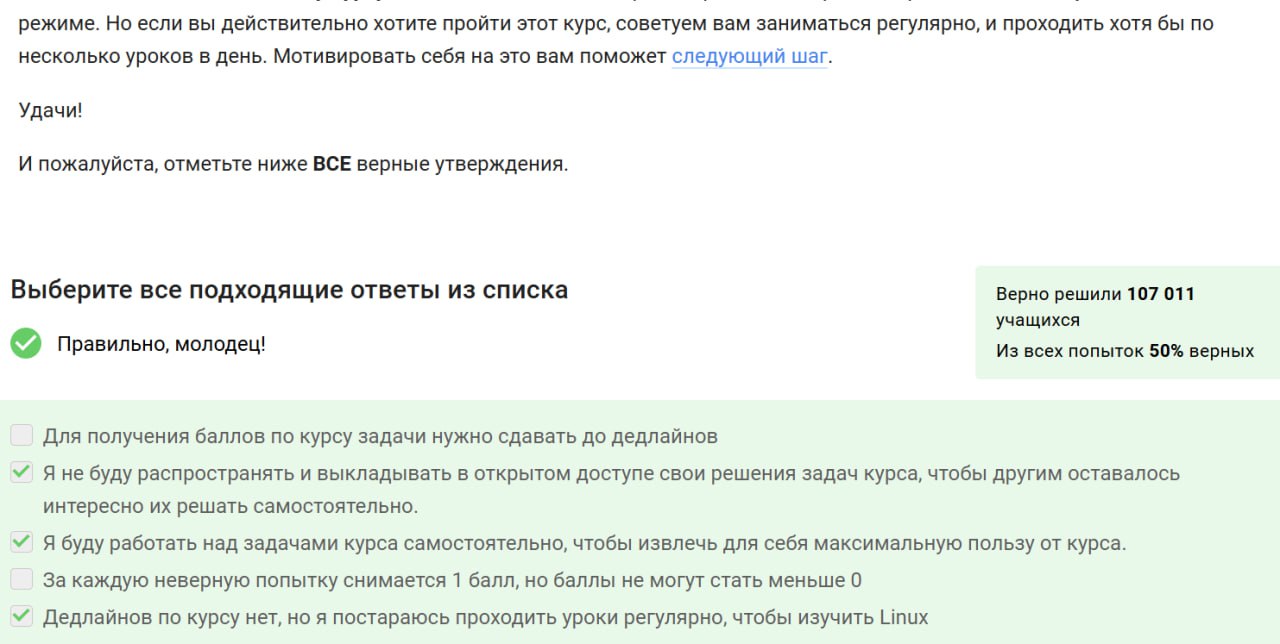 режиме. Но если вы действительно хотите пройти этот курс, советуем вам заниматься регулярно, и проходить хотя бы по
несколько уроков в день. Мотивировать себя на это вам поможет следующий шаг.
Удачи!
И пожалуйста, отметьте ниже ВСЕ верные утверждения.
Выберите все подходящие ответы из списка
Верно решили 107 011
учащихся
Из всех попыток 50% верных
Правильно, молодец!
Для получения баллов по курсу задачи нужно сдавать до дедлайнов
Я не буду распространять и выкладывать в открытом доступе свои решения задач курса, чтобы другим оставалось
интересно их решать самостоятельно.
Я буду работать над задачами курса самостоятельно, чтобы извлечь для себя максимальную пользу от курса.
За каждую неверную попытку снимается 1 балл, но баллы не могут стать меньше 0
Дедлайнов по курсу нет, но я постараюсь проходить уроки регулярно, чтобы изучить Linux